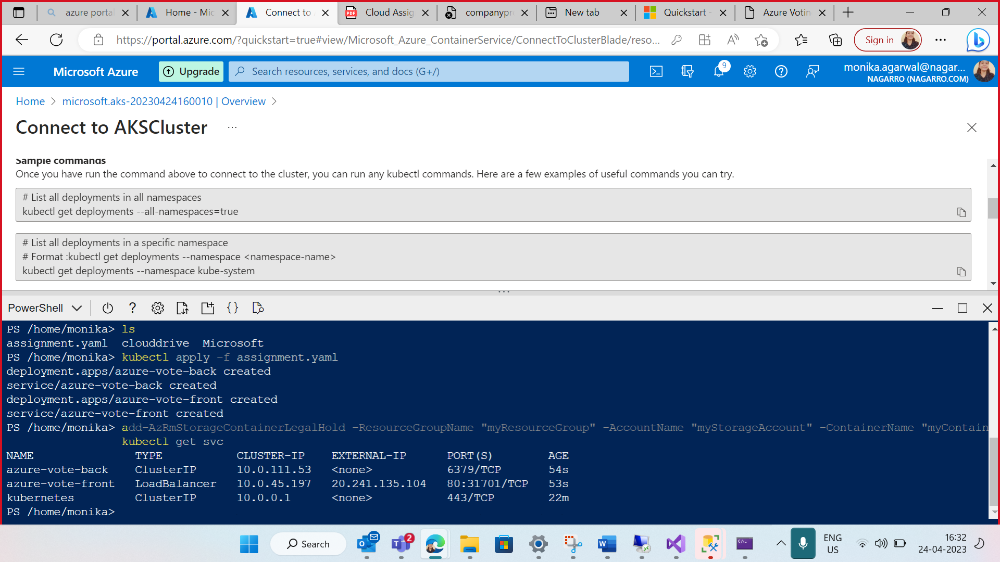 azure portal
Home - Mic
Connect to
Cloud Assig
companypr
New tab
Quickstart -
Azure Votin
https://portal.azure.com/?quickstart=true#view/Microsoft_Azure_ContainerService/ConnectToClusterBlade/reso...
Sign in
Microsoft Azure
Upgrade
Search resources, services, and docs (G+/)
9
monika.agarwal@nagar...
NAGARRO (NAGARRO.COM)
Home > microsoft.aks-20230424160010 | Overview >
Connect to AKSCluster ...
Sample commands
Once you have run the command above to connect to the cluster, you can run any kubectl commands. Here are a few examples of useful commands you can try.
# List all deployments in all namespaces
kubectl get deployments --all-namespaces=true
# List all deployments in a specific namespace
# Format :kubectl get deployments --namespace <namespace-name>
kubectl get deployments --namespace kube-system
PowerShell
PS /home/monika> ls
assignment.yaml clouddrive Microsoft
PS /home/monika> kubectl apply -f assignment.yaml
deployment.apps/azure-vote-back created
service/azure-vote-back created
deployment.apps/azure-vote-front created
service/azure-vote-front created
PS /home/monika> add-AzRmStorageContainerLegalHold -ResourceGroupName "myResourceGroup" -AccountName "myStorageAccount" -ContainerName "myContain
kubectl get svc
NAME TYPE CLUSTER-IP EXTERNAL-IP PORT(S) AGE
azure-vote-back ClusterIP 10.0.111.53 <none> 6379/TCP 54s
azure-vote-front LoadBalancer 10.0.45.197 20.241.135.104 80:31701/TCP 53s
kubernetes ClusterIP 10.0.0.1 <none> 443/TCP 22m
PS /home/monika>
Search
2
ENG
US
16:32
24-04-2023